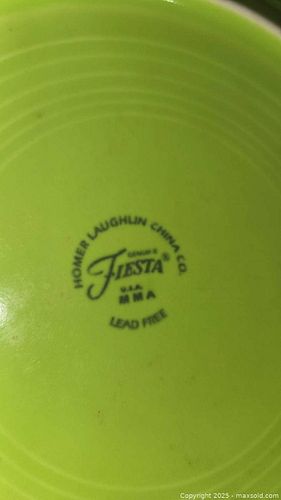 HOMER LAUGHLIN CHINA CO.
GENUINE
FIESTA®
U.S.A.
MMA
LEAD FREE
Copyright 2025 - maxsold.com